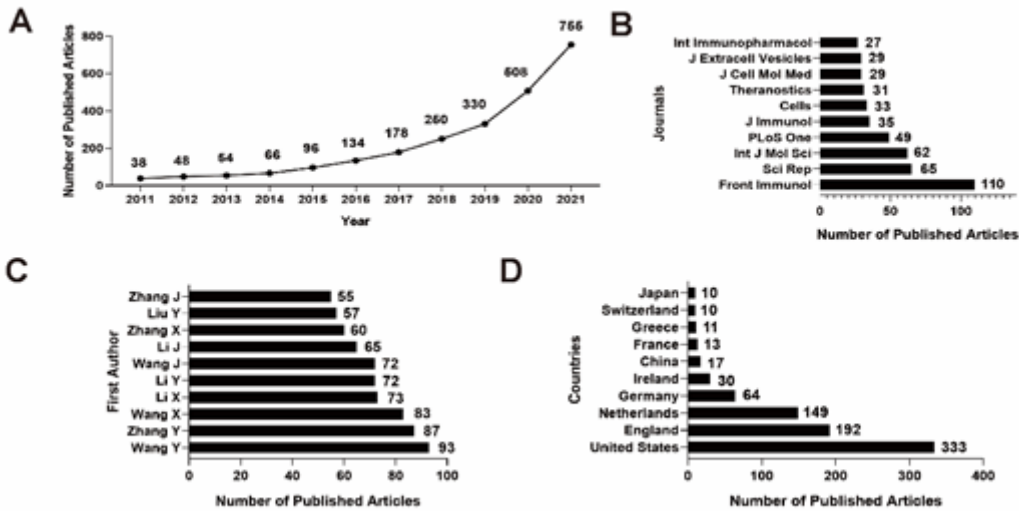 A
Number of Published Articles
800
600
400
200
0
38
48
54
66
96
134
178
250
330
508
755
2011 2012 2013 2014 2015 2016 2017 2018 2019 2020 2021
Year
B
Journals
Int Immunopharmacol 27
J Extracell Vesicles 29
J Cell Mol Med 29
Theranostics 31
Cells 33
J Immunol 35
PLoS One 49
Int J Mol Sci 62
Sci Rep 65
Front Immunol 110
0 50 100
Number of Published Articles
C
First Author
Zhang J 55
Liu Y 57
Zhang X 60
Li J 65
Wang J 72
Li Y 72
Li X 73
Wang X 83
Zhang Y 87
Wang Y 93
0 20 40 60 80 100
Number of Published Articles
D
Countries
Japan 10
Switzerland 10
Greece 11
France 13
China 17
Ireland 30
Germany 64
Netherlands 149
England 192
United States 333
0 100 200 300 400
Number of Published Articles